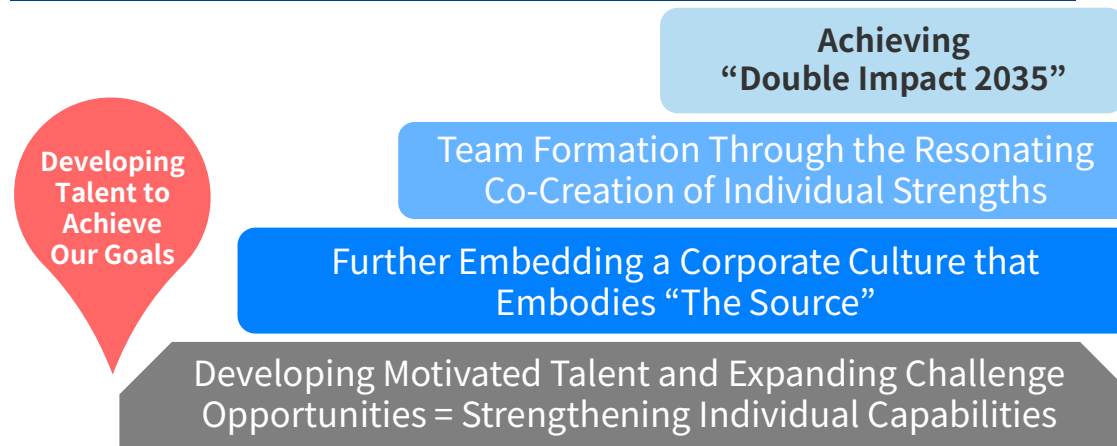 Achieving
“Double Impact 2035”
Team Formation Through the Resonating
Co-Creation of Individual Strengths
Developing
Talent to
Achieve
Our Goals
Further Embedding a Corporate Culture that
Embodies “The Source”
Developing Motivated Talent and Expanding Challenge
Opportunities = Strengthening Individual Capabilities